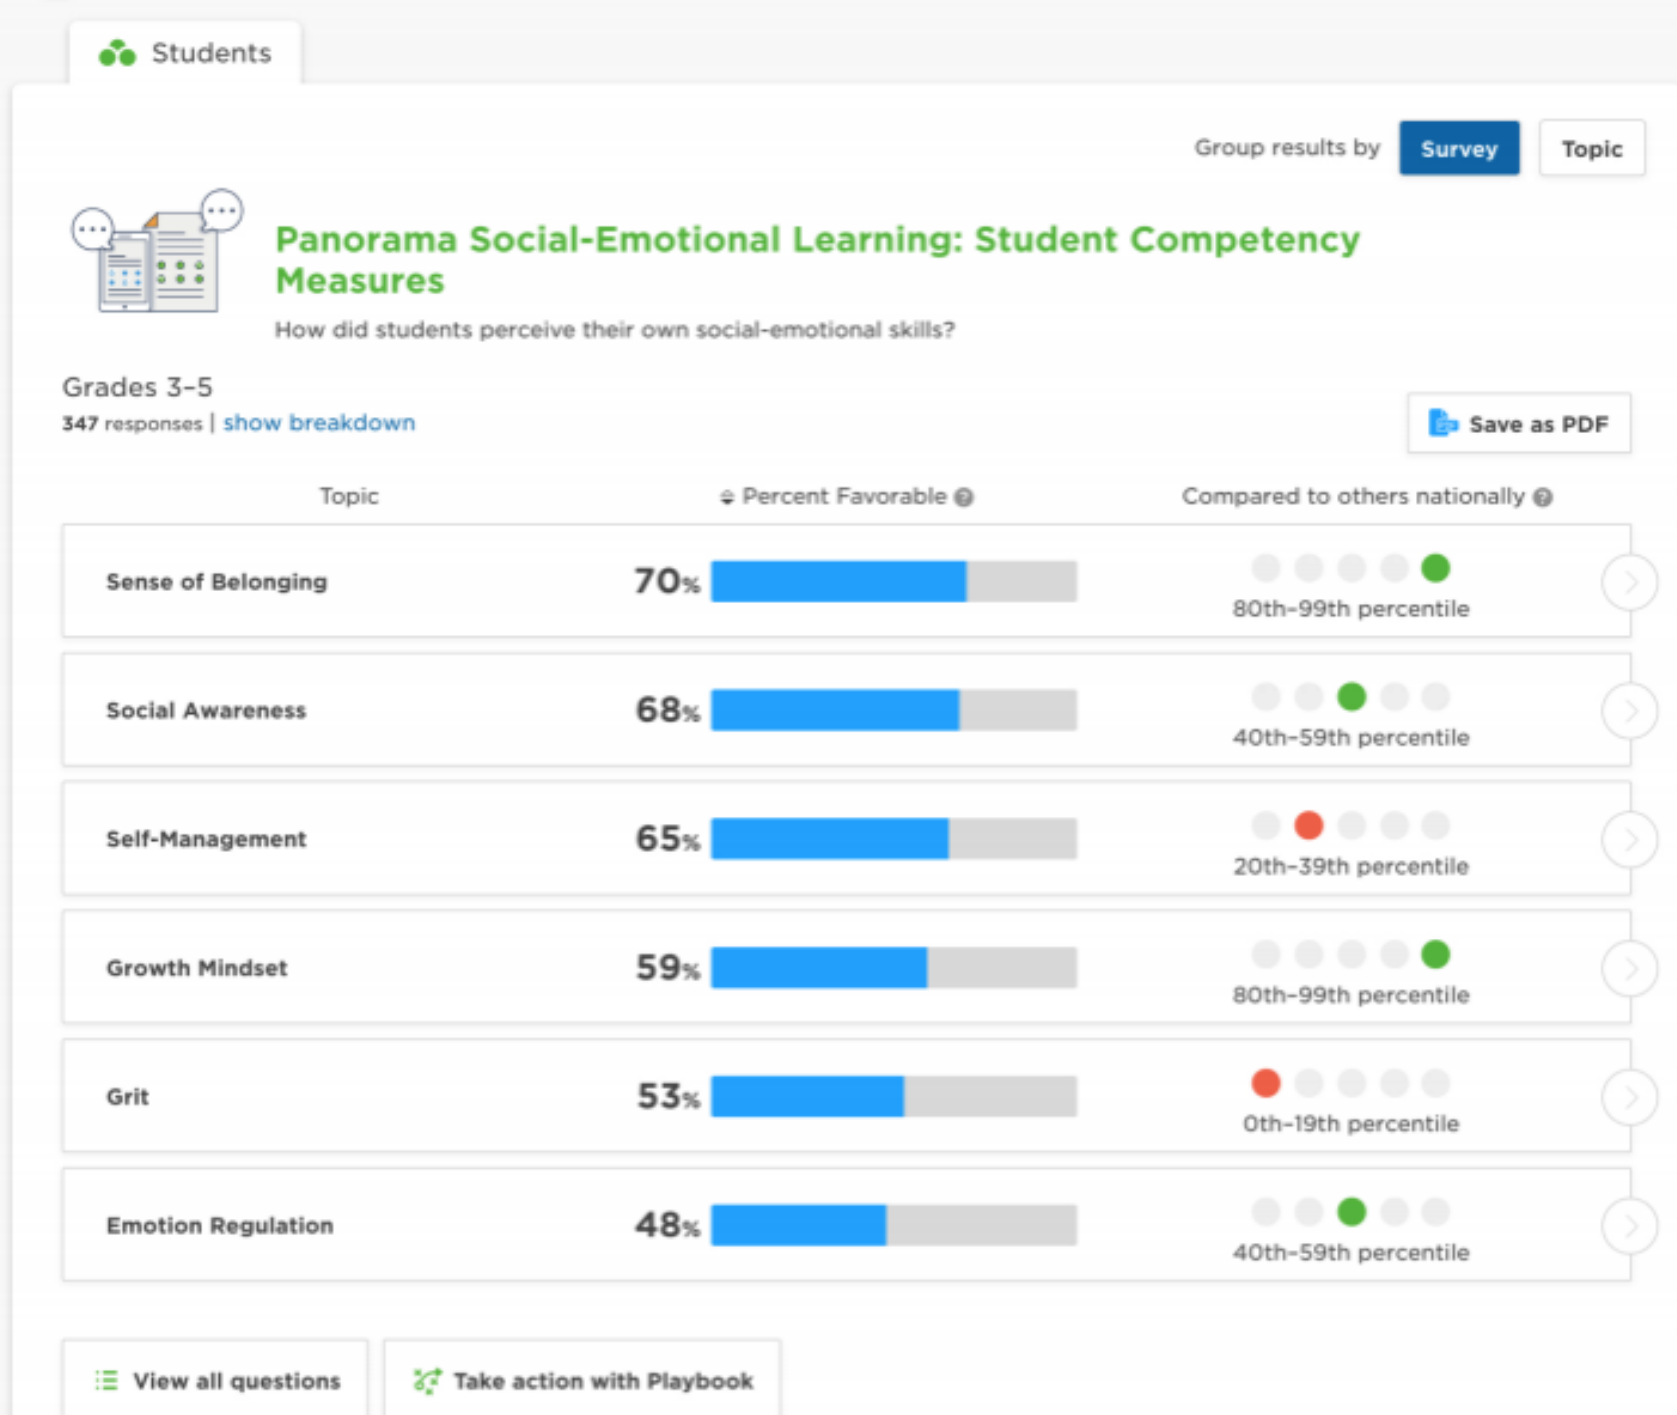 Students
Group results by Survey Topic
Panorama Social-Emotional Learning: Student Competency
Measures
How did students perceive their own social-emotional skills?
Grades 3–5
347 responses | show breakdown
Save as PDF
Topic Percent Favorable ? Compared to others nationally ?
Sense of Belonging 70% 80th–99th percentile
Social Awareness 68% 40th–59th percentile
Self-Management 65% 20th–39th percentile
Growth Mindset 59% 80th–99th percentile
Grit 53% 0th–19th percentile
Emotion Regulation 48% 40th–59th percentile
View all questions Take action with Playbook